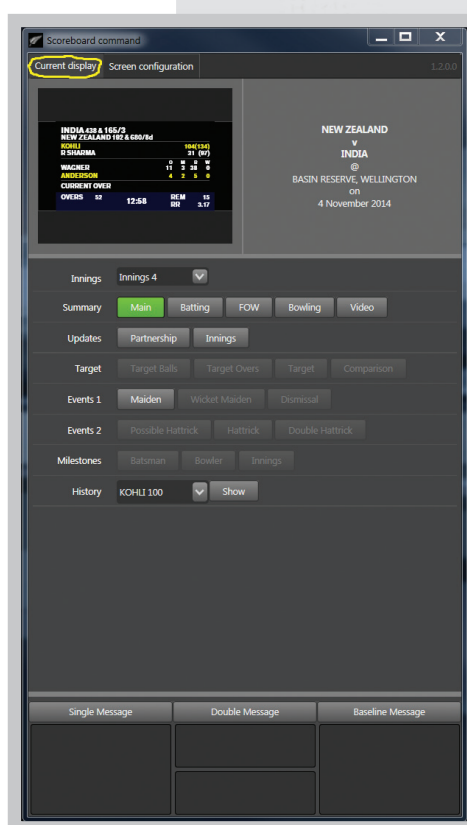 Scoreboard command
Current display Screen configuration 1.2.0.0
INDIA 438 & 165/3
NEW ZEALAND 192 & 680/8d
KOHLI 104(134)
R SHARMA 31 (97)
O M R W
WAGNER 11 3 38 0
ANDERSON 4 2 5 0
CURRENT OVER
OVERS 52 12:58 REM 15
RR 3.17
NEW ZEALAND
v
INDIA
@
BASIN RESERVE, WELLINGTON
on
4 November 2014
Innings Innings 4
Summary Main Batting FOW Bowling Video
Updates Partnership Innings
Target Target Balls Target Overs Target Comparison
Events 1 Maiden Wicket Maiden Dismissal
Events 2 Possible Hattrick Hattrick Double Hattrick
Milestones Batsman Bowler Innings
History KOHLI 100 Show
Single Message Double Message Baseline Message